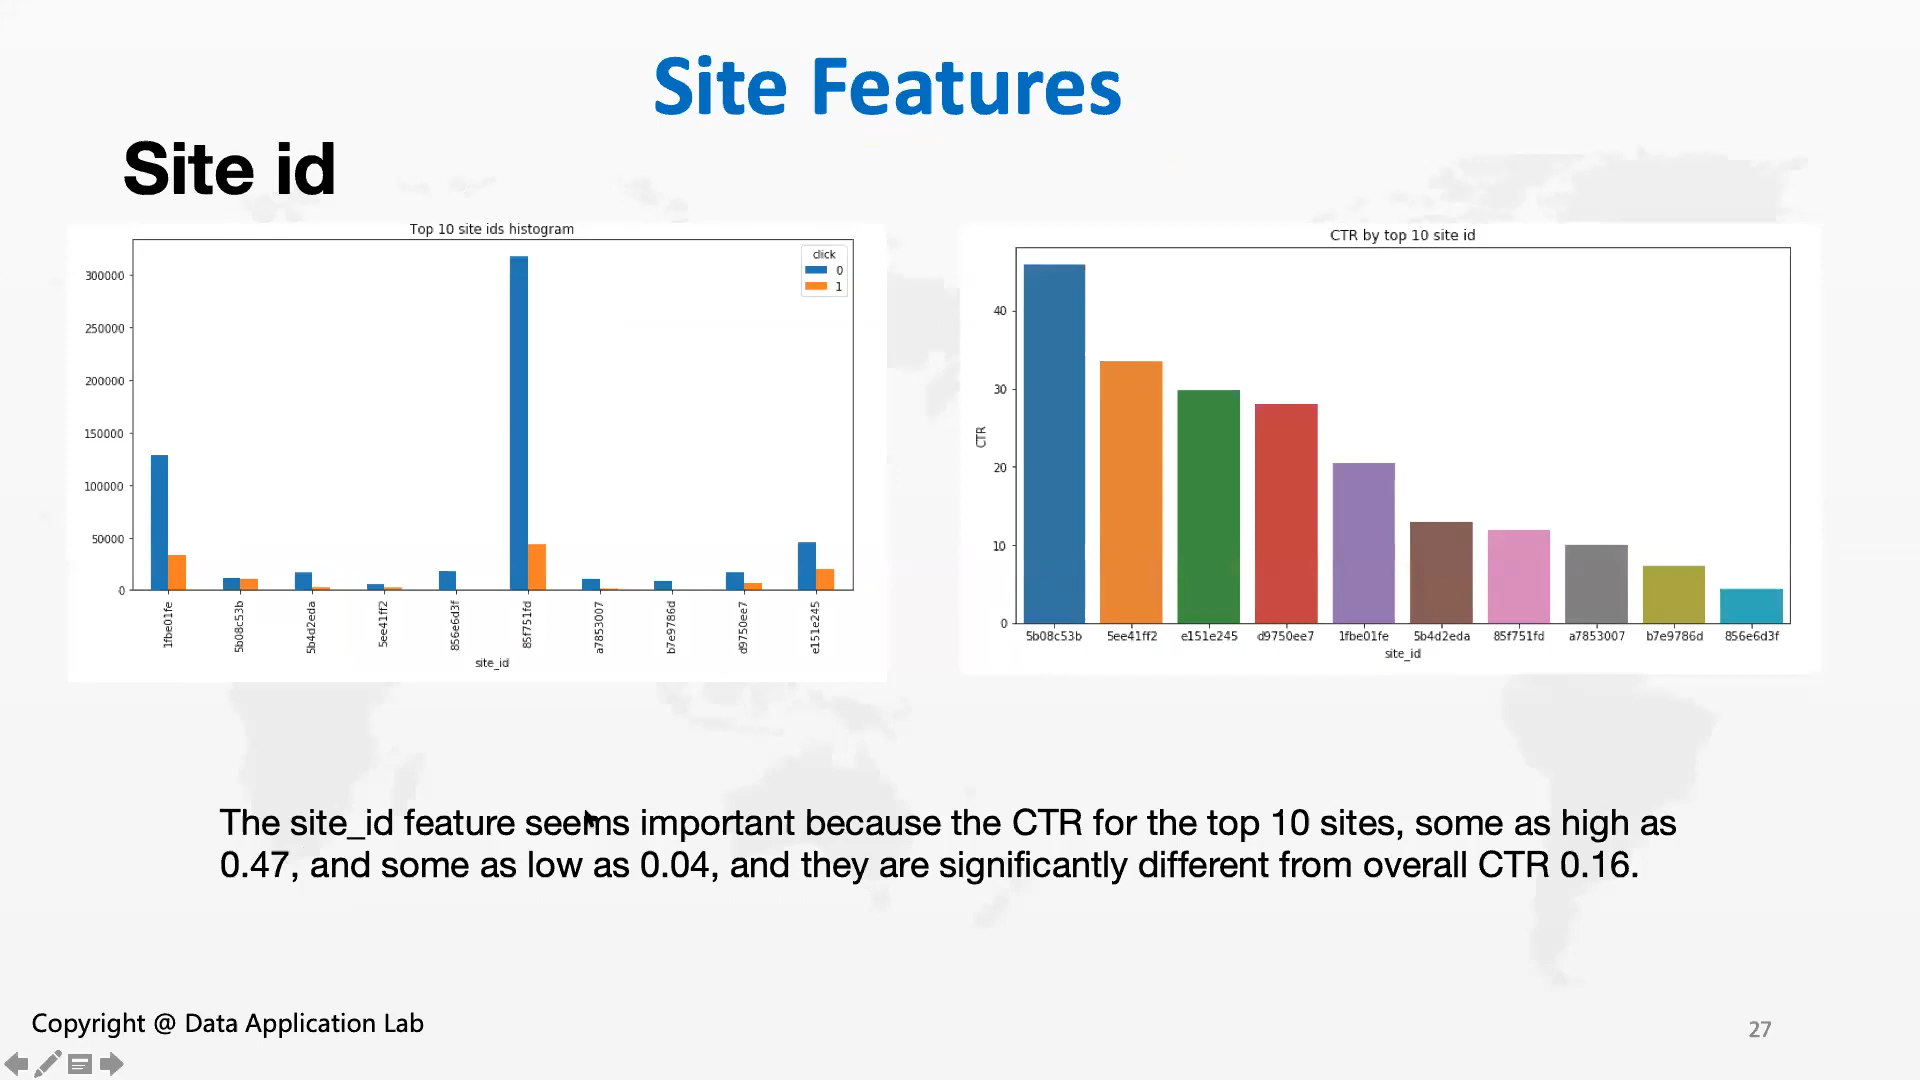 Site Features
Site id
Top 10 site ids histogram
click
0
1
300000
250000
200000
150000
100000
50000
0
1fbe01fe
5b08c53b
5b4d2eda
5ee41ff2
856e6d3f
85f751fd
a7853007
b7e9786d
d9750ee7
e151e245
site_id
CTR by top 10 site id
CTR
40
30
20
10
0
5b08c53b 5ee41ff2 e151e245 d9750ee7 1fbe01fe 5b4d2eda 85f751fd a7853007 b7e9786d 856e6d3f
site_id
The site_id feature seems important because the CTR for the top 10 sites, some as high as
0.47, and some as low as 0.04, and they are significantly different from overall CTR 0.16.
Copyright @ Data Application Lab
27